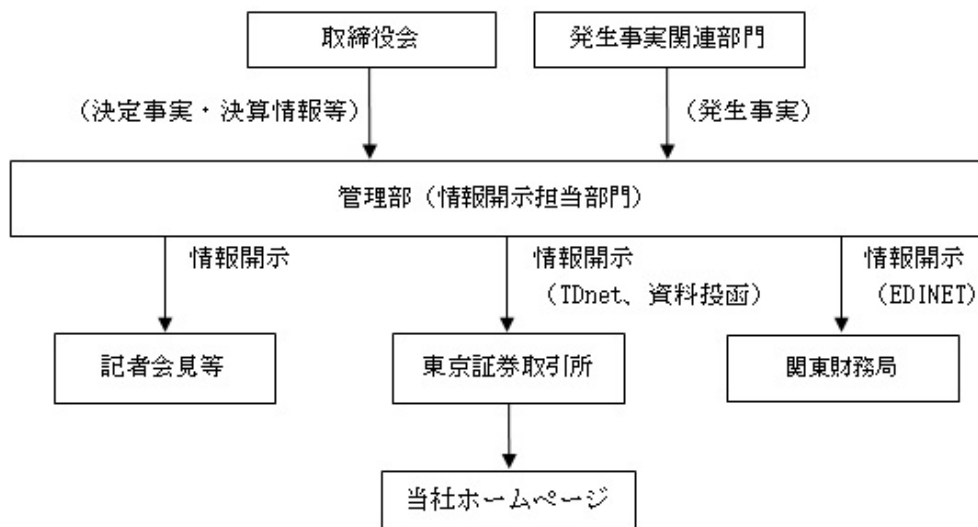 取締役会
発生事実関連部門
（決定事実・決算情報等）
（発生事実）
管理部（情報開示担当部門）
情報開示
情報開示
（TDnet、資料投函）
情報開示
（EDINET）
記者会見等
東京証券取引所
関東財務局
当社ホームページ